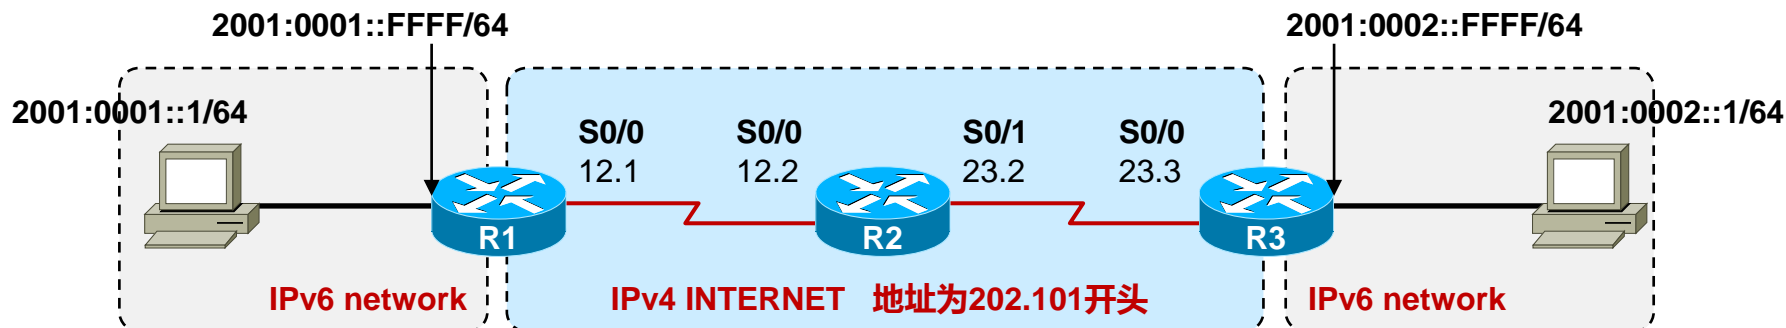 2001:0001::FFFF/64
2001:0002::FFFF/64
2001:0001::1/64
2001:0002::1/64
S0/0
12.1
S0/0
12.2
S0/1
23.2
S0/0
23.3
R1
R2
R3
IPv6 network
IPv4 INTERNET 地址为202.101开头
IPv6 network